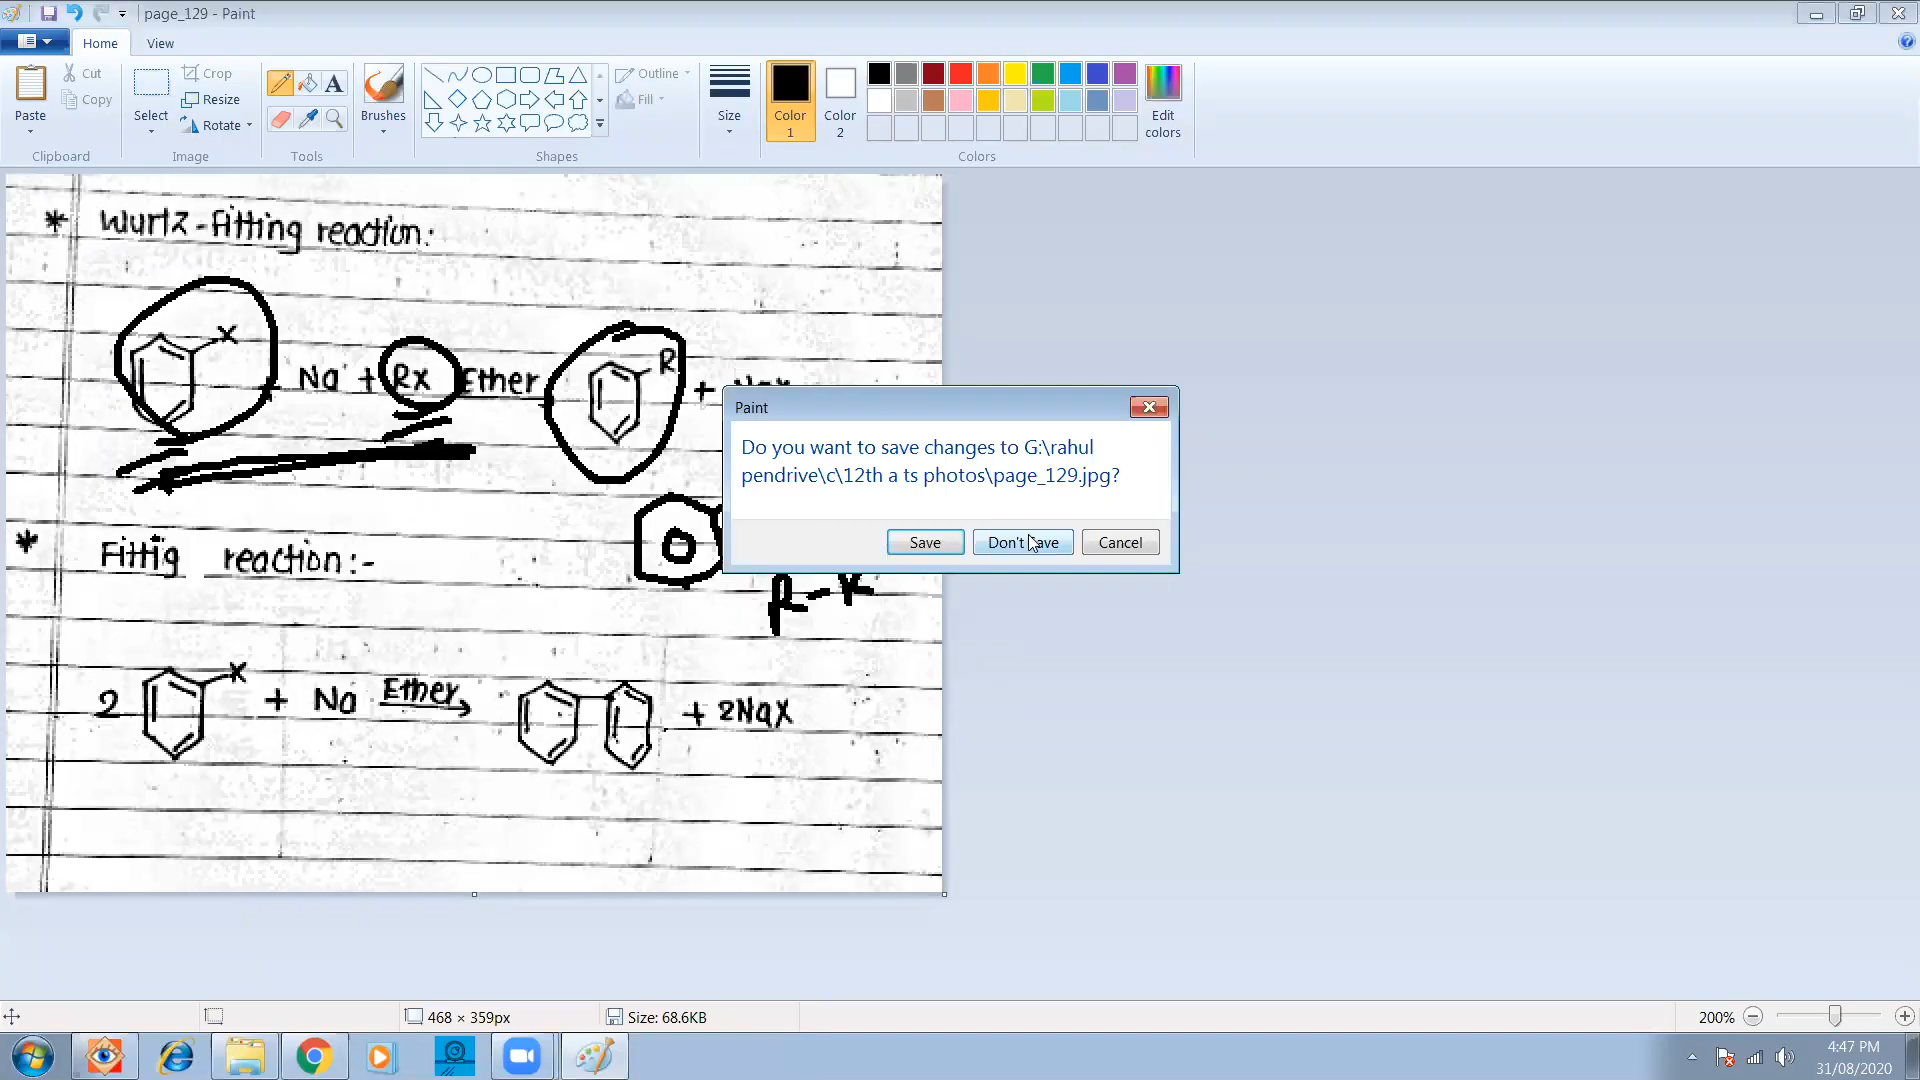 page_129 - Paint
Home View
Paste
Cut
Copy
Clipboard
Select
Crop
Resize
Rotate
Image
Tools
Brushes
Outline
Fill
Shapes
Size
Color 1
Color 2
Edit colors
Colors
* Wurtz-Fitting reaction:
X
Na + RX Ether
R
+ NaX
Paint
Do you want to save changes to G:\rahul
pendrive\c\12th a ts photos\page_129.jpg?
Save Don't Save Cancel
* Fittig reaction:-
R-R
2 X + Na Ether + 2NaX
468 × 359px
Size: 68.6KB
200%
4:47 PM
31/08/2020